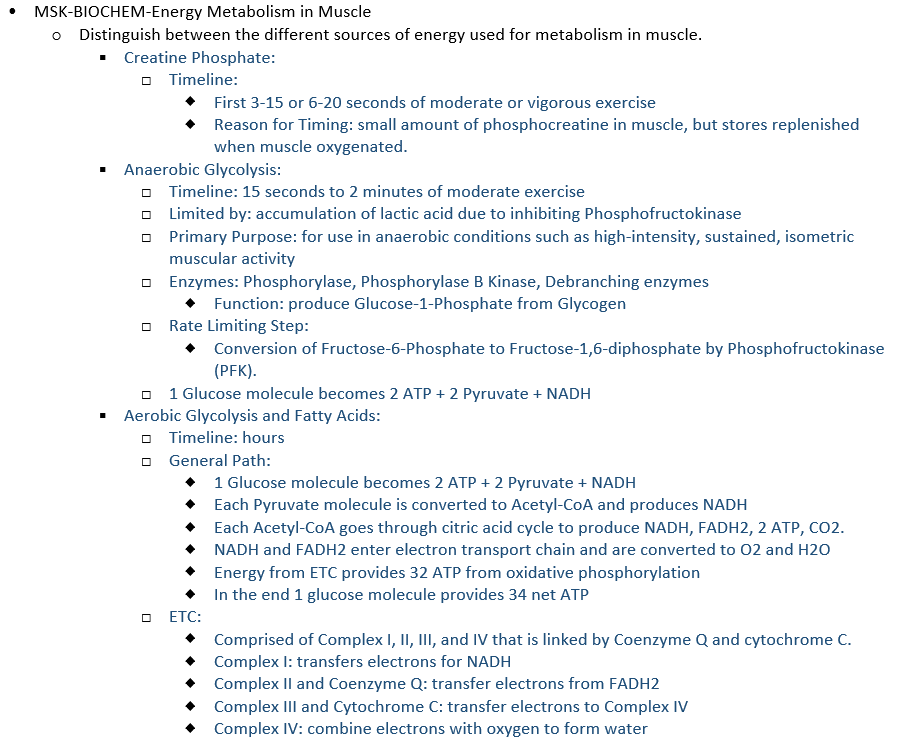 MSK-BIOCHEM-Energy Metabolism in Muscle
Distinguish between the different sources of energy used for metabolism in muscle.
Creatine Phosphate:
Timeline:
First 3-15 or 6-20 seconds of moderate or vigorous exercise
Reason for Timing: small amount of phosphocreatine in muscle, but stores replenished
when muscle oxygenated.
Anaerobic Glycolysis:
Timeline: 15 seconds to 2 minutes of moderate exercise
Limited by: accumulation of lactic acid due to inhibiting Phosphofructokinase
Primary Purpose: for use in anaerobic conditions such as high-intensity, sustained, isometric
muscular activity
Enzymes: Phosphorylase, Phosphorylase B Kinase, Debranching enzymes
Function: produce Glucose-1-Phosphate from Glycogen
Rate Limiting Step:
Conversion of Fructose-6-Phosphate to Fructose-1,6-diphosphate by Phosphofructokinase
(PFK).
1 Glucose molecule becomes 2 ATP + 2 Pyruvate + NADH
Aerobic Glycolysis and Fatty Acids:
Timeline: hours
General Path:
1 Glucose molecule becomes 2 ATP + 2 Pyruvate + NADH
Each Pyruvate molecule is converted to Acetyl-CoA and produces NADH
Each Acetyl-CoA goes through citric acid cycle to produce NADH, FADH2, 2 ATP, CO2.
NADH and FADH2 enter electron transport chain and are converted to O2 and H2O
Energy from ETC provides 32 ATP from oxidative phosphorylation
In the end 1 glucose molecule provides 34 net ATP
ETC:
Comprised of Complex I, II, III, and IV that is linked by Coenzyme Q and cytochrome C.
Complex I: transfers electrons for NADH
Complex II and Coenzyme Q: transfer electrons from FADH2
Complex III and Cytochrome C: transfer electrons to Complex IV
Complex IV: combine electrons with oxygen to form water